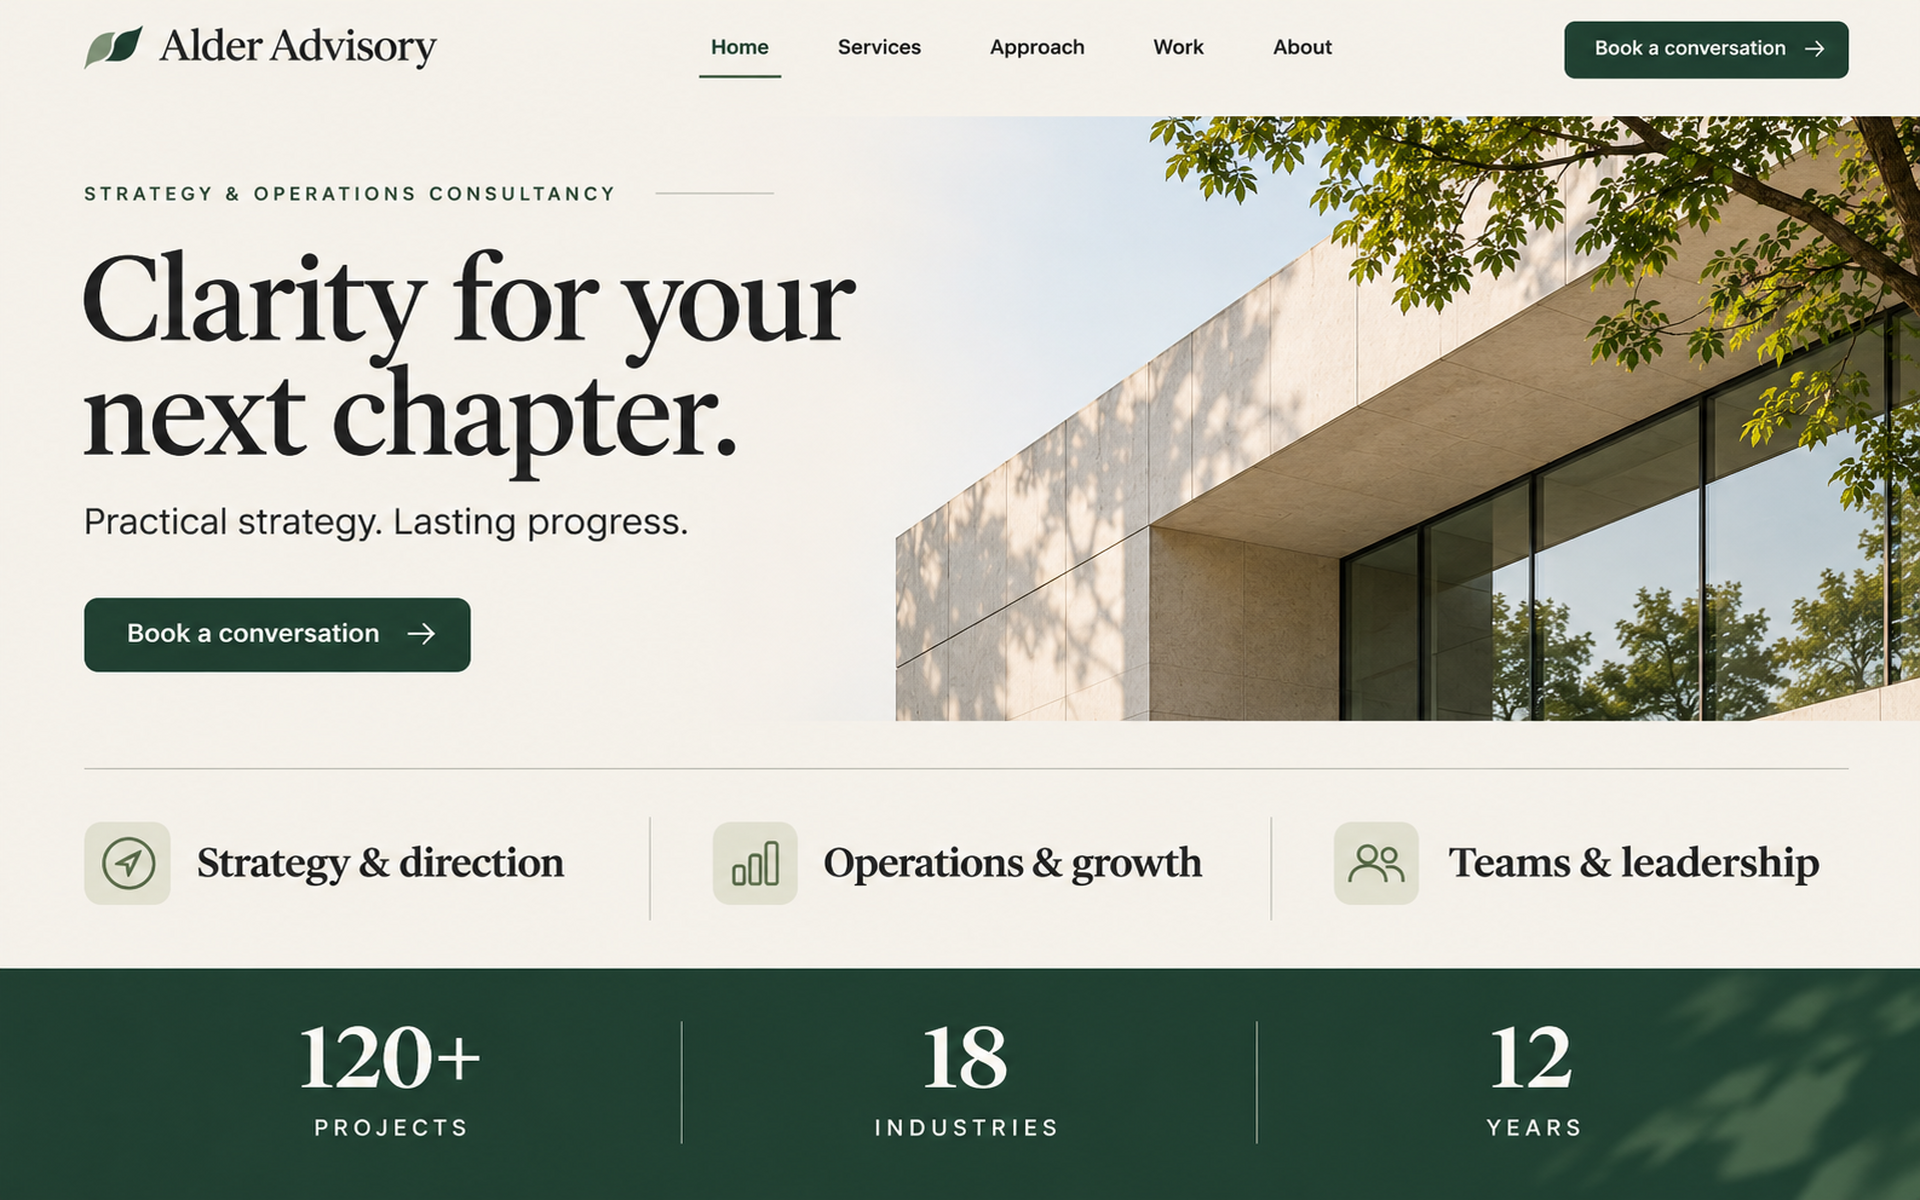 Alder Advisory
Home
Services
Approach
Work
About
Book a conversation
STRATEGY & OPERATIONS CONSULTANCY
Clarity for your
next chapter.
Practical strategy. Lasting progress.
Book a conversation
Strategy & direction
Operations & growth
Teams & leadership
120+
PROJECTS
18
INDUSTRIES
12
YEARS